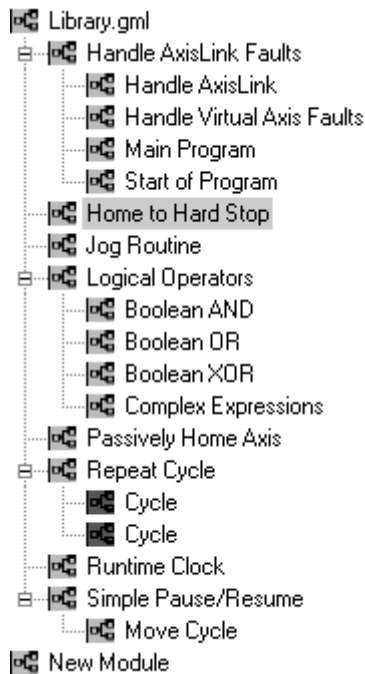 Library.gml
Handle AxisLink Faults
Handle AxisLink
Handle Virtual Axis Faults
Main Program
Start of Program
Home to Hard Stop
Jog Routine
Logical Operators
Boolean AND
Boolean OR
Boolean XOR
Complex Expressions
Passively Home Axis
Repeat Cycle
Cycle
Cycle
Runtime Clock
Simple Pause/Resume
Move Cycle
New Module